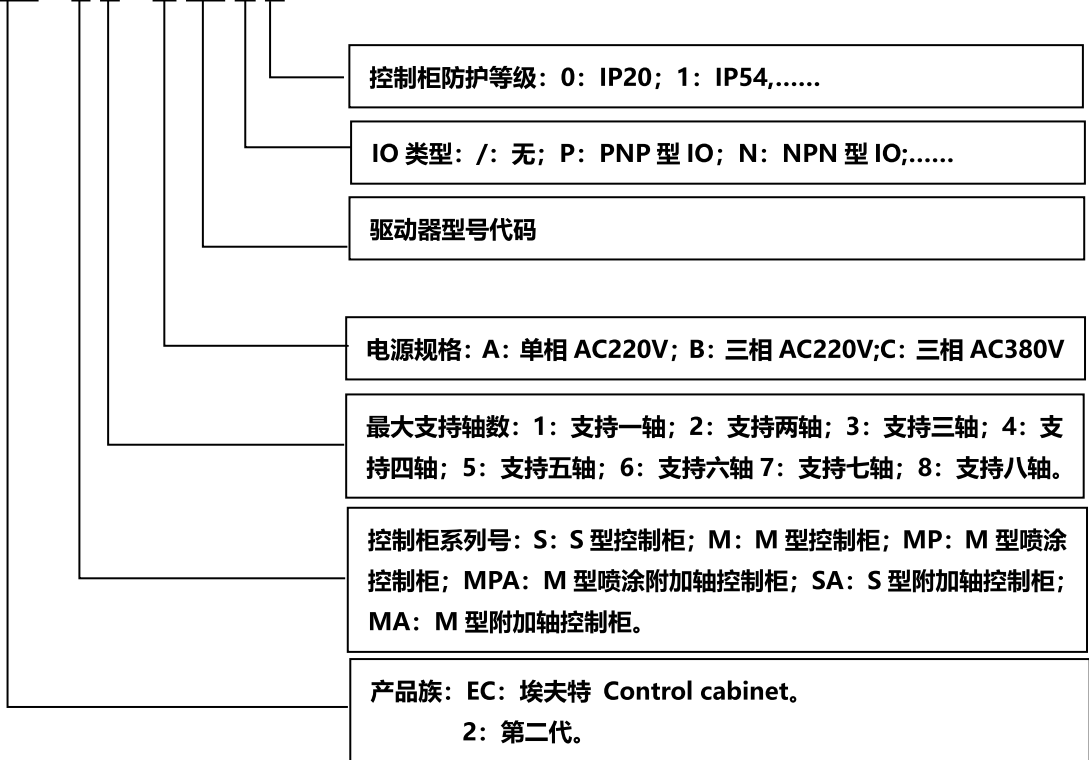 控制柜防护等级：0：IP20；1：IP54,……
IO 类型：/：无；P：PNP 型 IO；N：NPN 型 IO;……
驱动器型号代码
电源规格：A：单相 AC220V；B：三相 AC220V;C：三相 AC380V
最大支持轴数：1：支持一轴；2：支持两轴；3：支持三轴；4：支
持四轴；5：支持五轴；6：支持六轴 7：支持七轴；8：支持八轴。
控制柜系列号：S：S 型控制柜；M：M 型控制柜；MP：M 型喷涂
控制柜；MPA：M 型喷涂附加轴控制柜；SA：S 型附加轴控制柜；
MA：M 型附加轴控制柜。
产品族：EC：埃夫特 Control cabinet。
2：第二代。